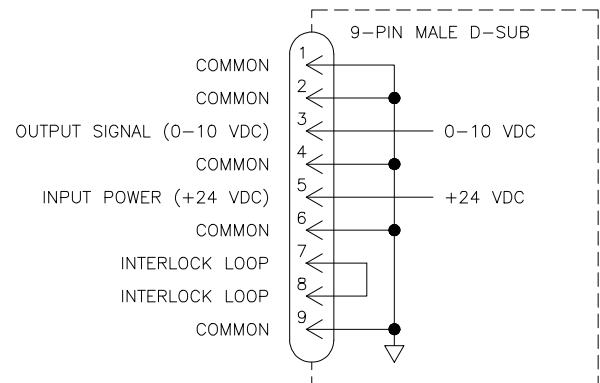 9-PIN MALE D-SUB
COMMON 1
COMMON 2
OUTPUT SIGNAL (0-10 VDC) 3 0-10 VDC
COMMON 4
INPUT POWER (+24 VDC) 5 +24 VDC
COMMON 6
INTERLOCK LOOP 7
INTERLOCK LOOP 8
COMMON 9